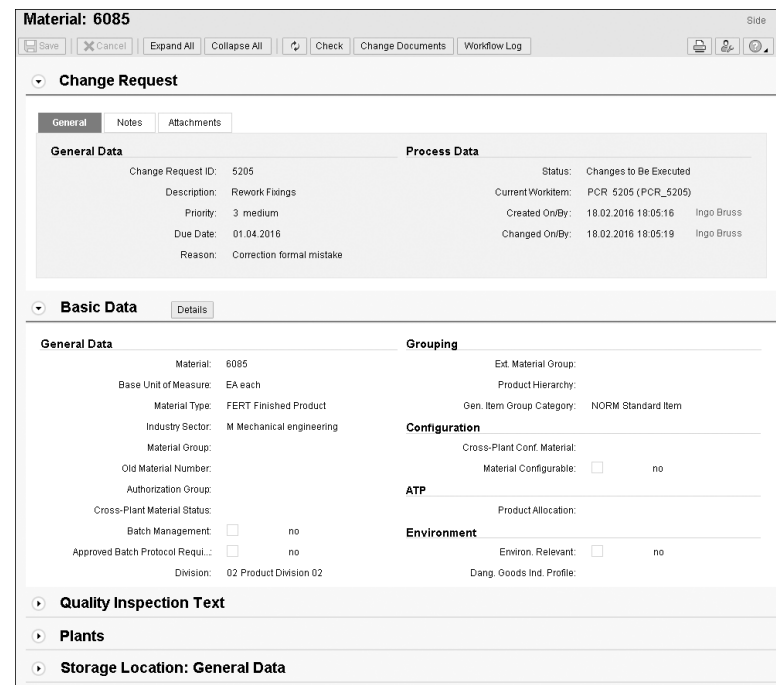 Material: 6085
Side
Save Cancel Expand All Collapse All Check Change Documents Workflow Log
Change Request
General Notes Attachments
General Data
Change Request ID: 5205
Description: Rework Fixings
Priority: 3 medium
Due Date: 01.04.2016
Reason: Correction formal mistake
Process Data
Status: Changes to Be Executed
Current Workitem: PCR 5205 (PCR_5205)
Created On/By: 18.02.2016 18:05:16 Ingo Bruss
Changed On/By: 18.02.2016 18:05:19 Ingo Bruss
Basic Data Details
General Data
Material: 6085
Base Unit of Measure: EA each
Material Type: FERT Finished Product
Industry Sector: M Mechanical engineering
Material Group:
Old Material Number:
Authorization Group:
Cross-Plant Material Status:
Batch Management: no
Approved Batch Protocol Requi...: no
Division: 02 Product Division 02
Grouping
Ext. Material Group:
Product Hierarchy:
Gen. Item Group Category: NORM Standard Item
Configuration
Cross-Plant Conf. Material:
Material Configurable: no
ATP
Product Allocation:
Environment
Environ. Relevant: no
Dang. Goods Ind. Profile:
Quality Inspection Text
Plants
Storage Location: General Data